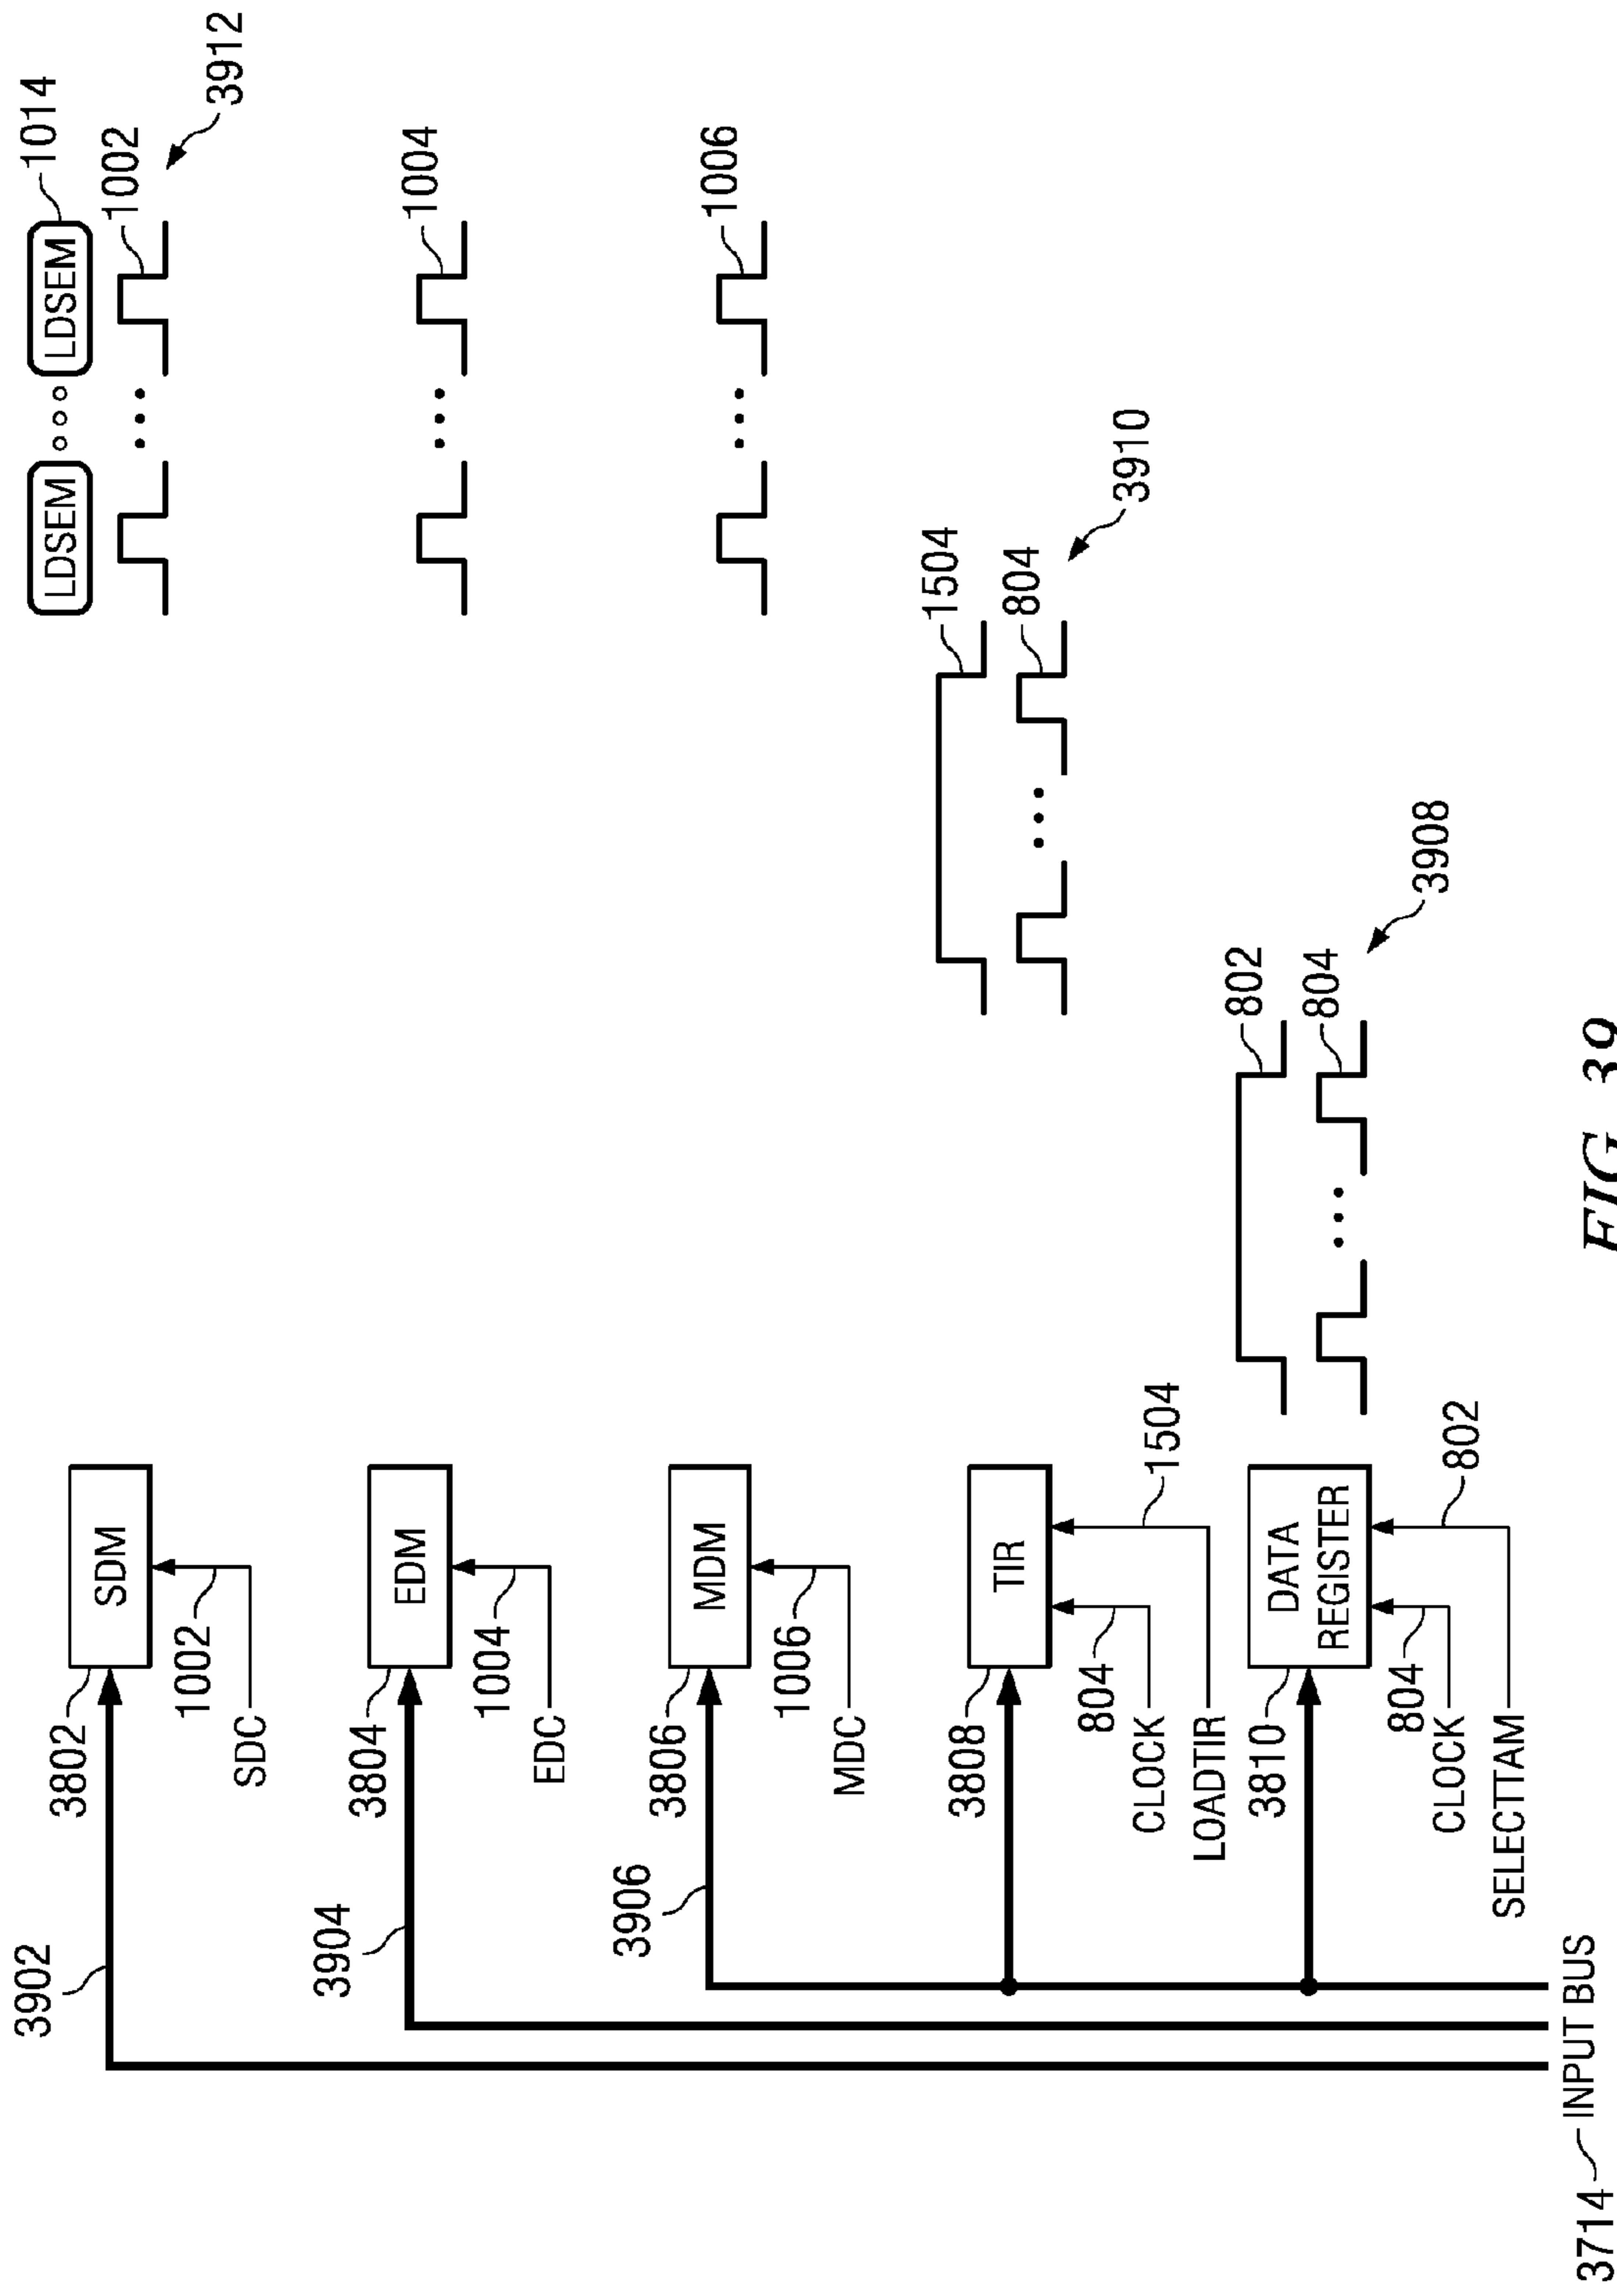 3902
3802
SDM
1002
SDC
LDSEM
LDSEM
1014
1002
3912
3904
3804
EDM
1004
EDC
1004
3906
3806
MDM
1006
MDC
1006
3808
TIR
804
CLOCK
1504
LOADTIR
1504
804
3910
3810
DATA
REGISTER
804
CLOCK
802
SELECTTAM
802
804
3908
3714
INPUT BUS
FIG. 39